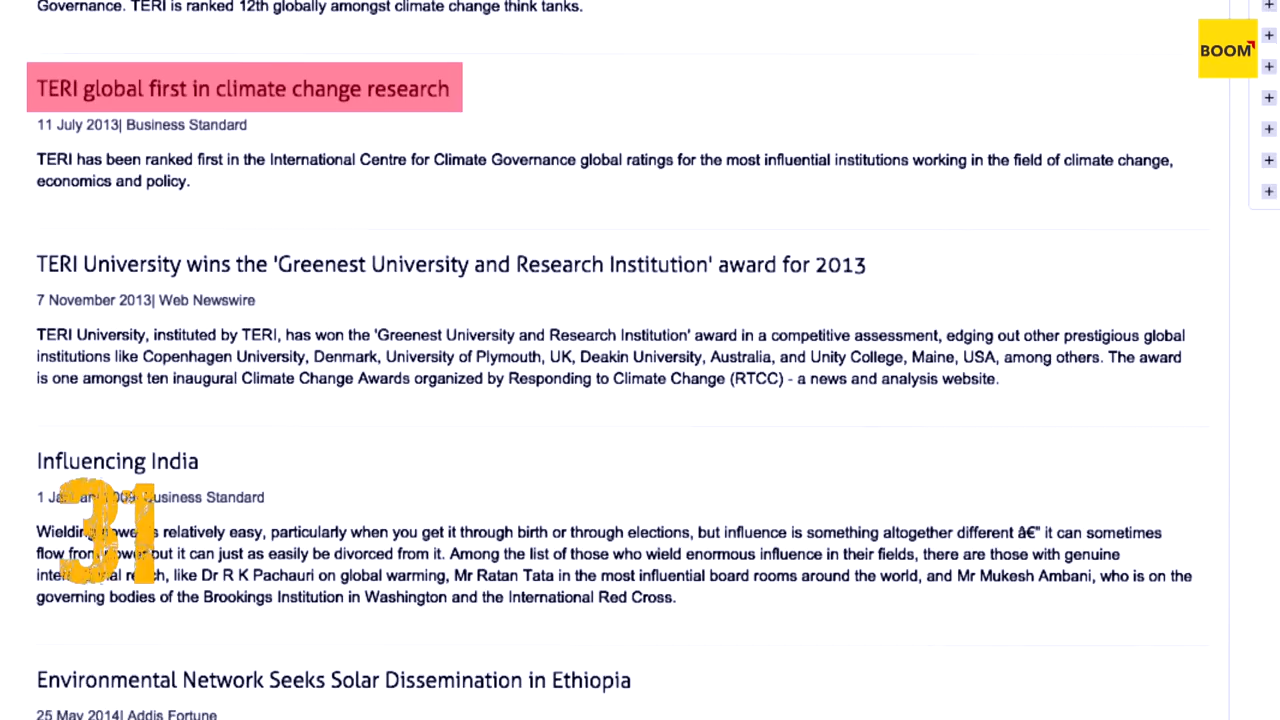 Governance. TERI is ranked 12th globally amongst climate change think tanks.
BOOM
TERI global first in climate change research
11 July 2013| Business Standard
TERI has been ranked first in the International Centre for Climate Governance global ratings for the most influential institutions working in the field of climate change,
economics and policy.
TERI University wins the 'Greenest University and Research Institution' award for 2013
7 November 2013| Web Newswire
TERI University, instituted by TERI, has won the 'Greenest University and Research Institution' award in a competitive assessment, edging out other prestigious global
institutions like Copenhagen University, Denmark, University of Plymouth, UK, Deakin University, Australia, and Unity College, Maine, USA, among others. The award
is one amongst ten inaugural Climate Change Awards organized by Responding to Climate Change (RTCC) - a news and analysis website.
Influencing India
1 Business Standard
31
Wielding relatively easy, particularly when you get it through birth or through elections, but influence is something altogether different â€" it can sometimes
flow from but it can just as easily be divorced from it. Among the list of those who wield enormous influence in their fields, there are those with genuine
like Dr R K Pachauri on global warming, Mr Ratan Tata in the most influential board rooms around the world, and Mr Mukesh Ambani, who is on the
governing bodies of the Brookings Institution in Washington and the International Red Cross.
Environmental Network Seeks Solar Dissemination in Ethiopia
25 May 2014| Addis Fortune